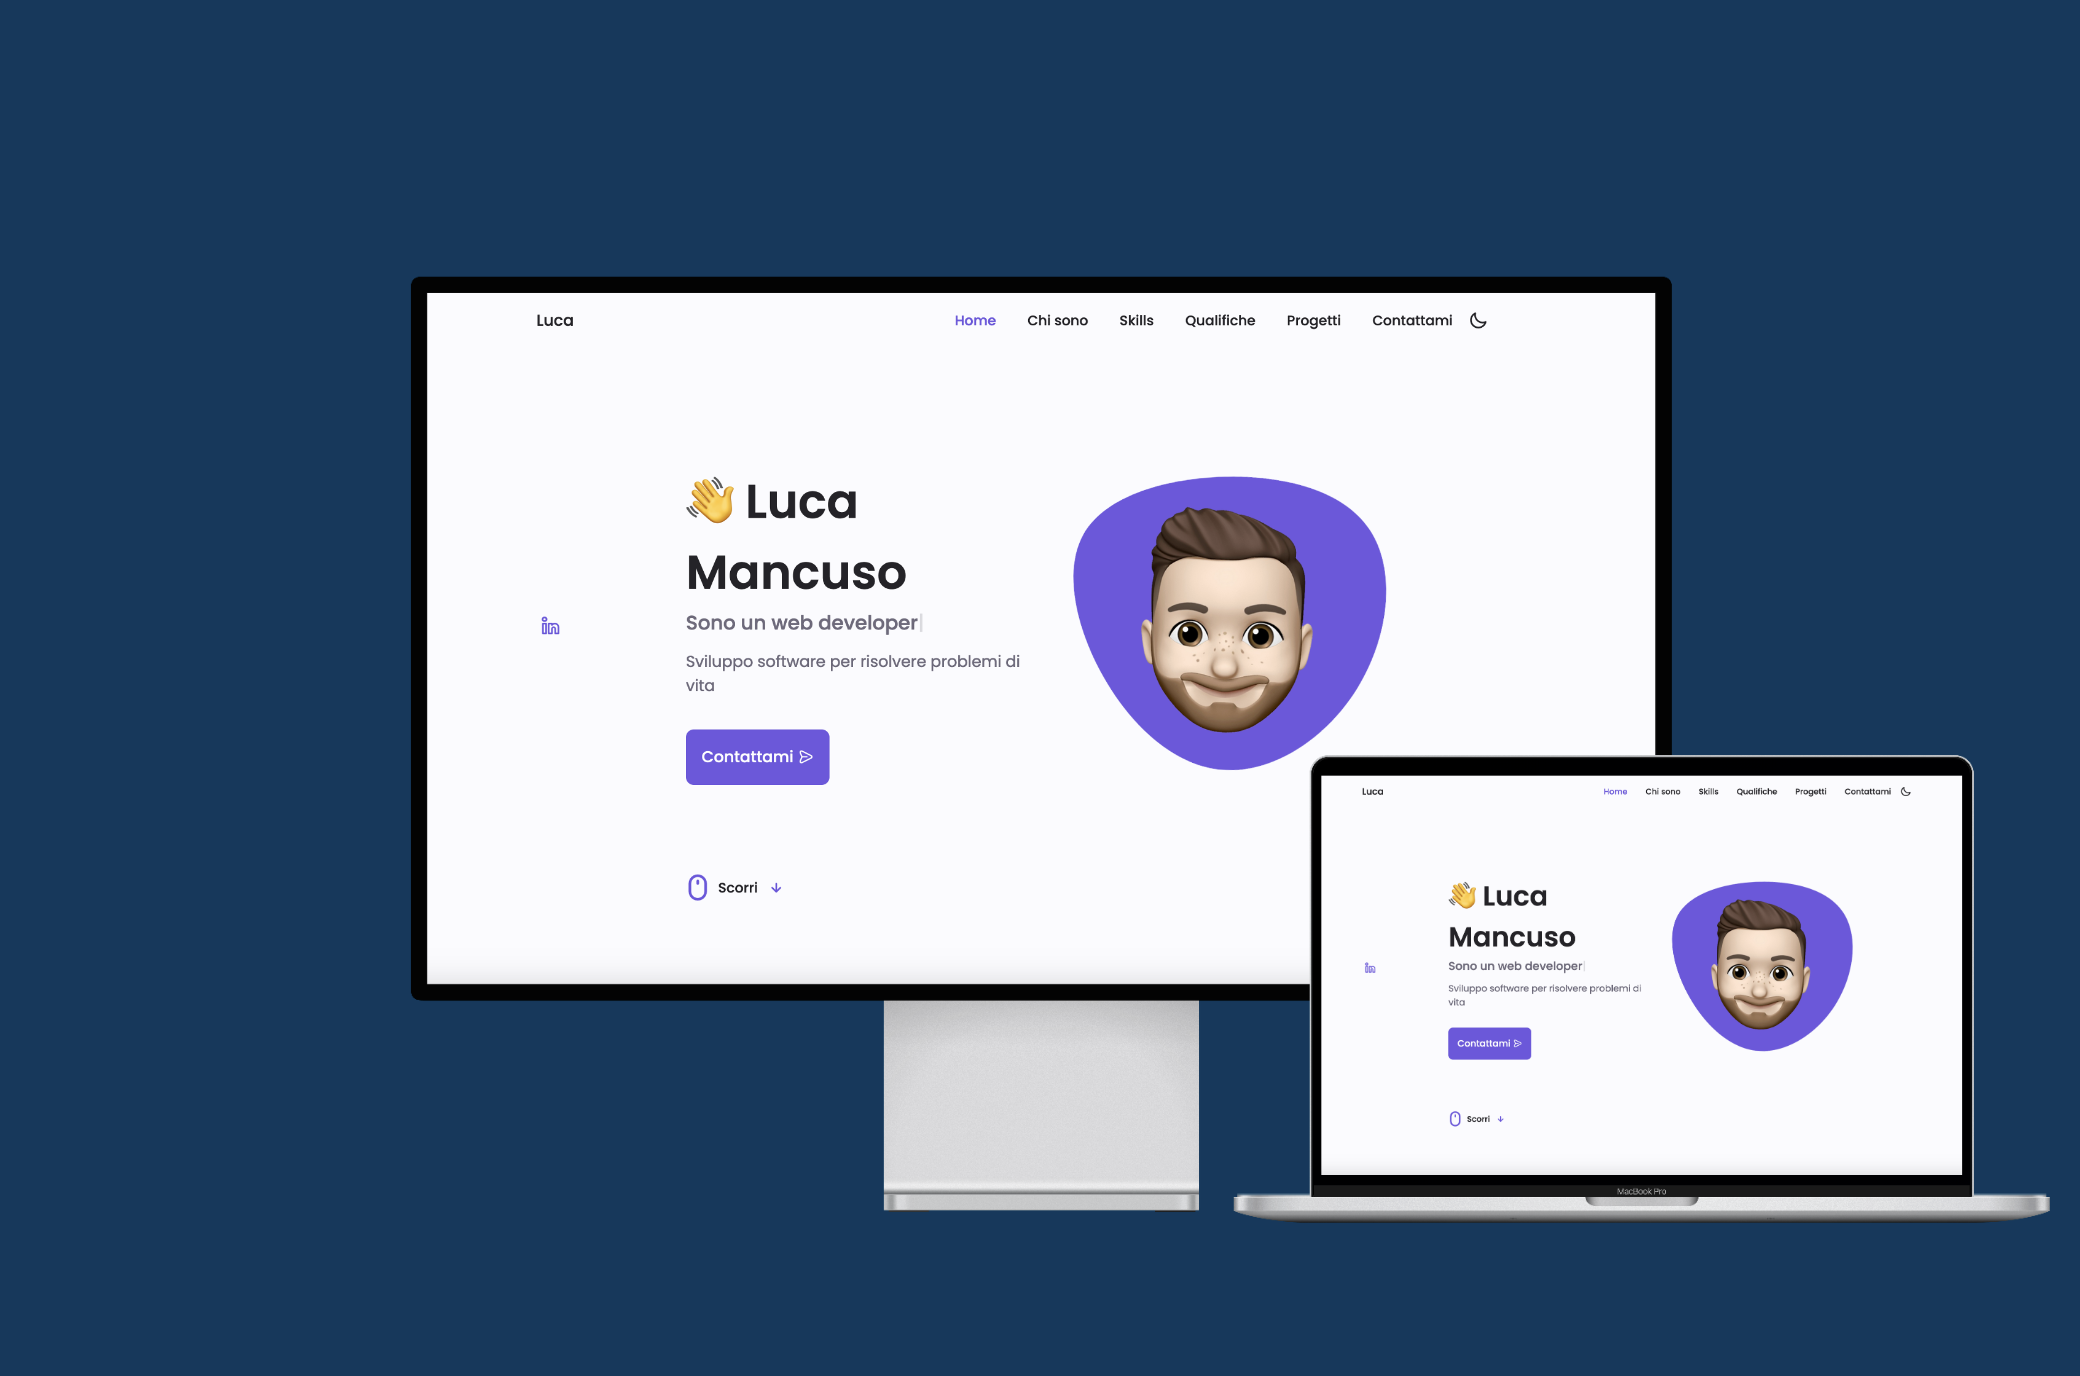 Luca
Home Chi sono Skills Qualifiche Progetti Contattami
👋 Luca
Mancuso
Sono un web developer
Sviluppo software per risolvere problemi di
vita
Contattami
Scorri
in
Luca
Home Chi sono Skills Qualifiche Progetti Contattami
👋 Luca
Mancuso
Sono un web developer
Sviluppo software per risolvere problemi di
vita
Contattami
Scorri
in
MacBook Pro